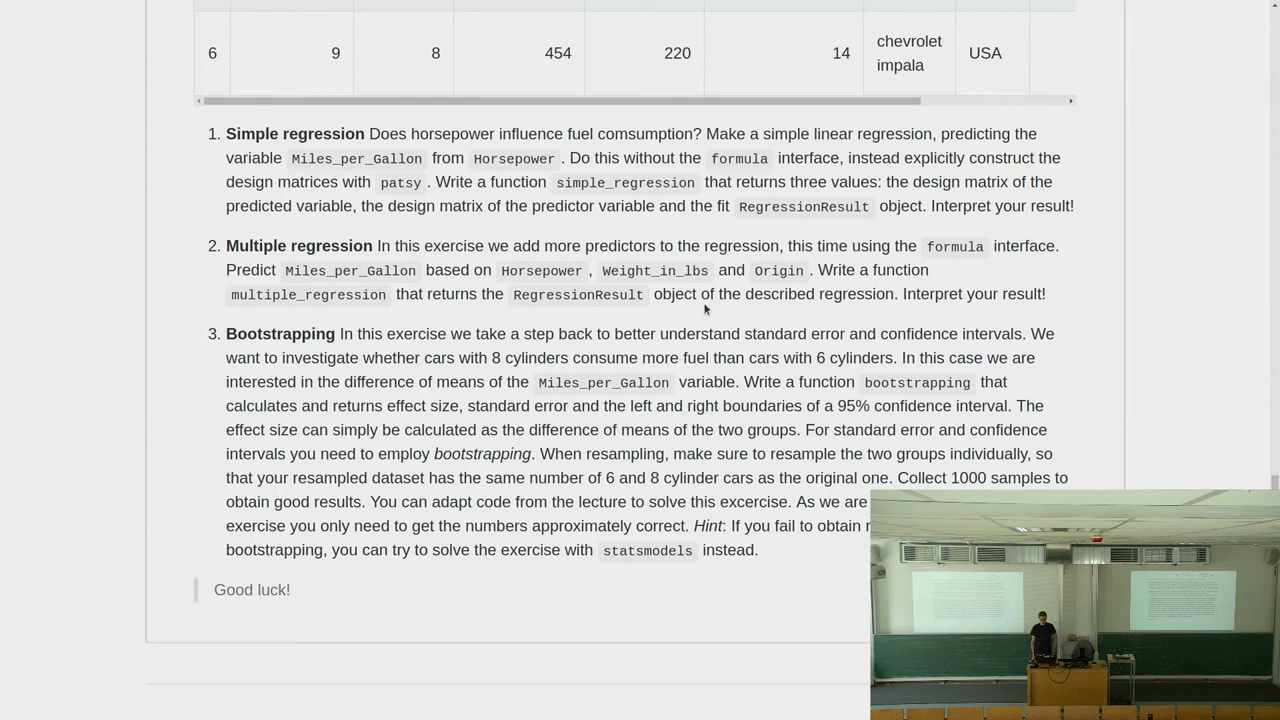 6 9 8 454 220 14 chevrolet impala USA
1. Simple regression Does horsepower influence fuel comsumption? Make a simple linear regression, predicting the
variable Miles_per_Gallon from Horsepower . Do this without the formula interface, instead explicitly construct the
design matrices with patsy . Write a function simple_regression that returns three values: the design matrix of the
predicted variable, the design matrix of the predictor variable and the fit RegressionResult object. Interpret your result!
2. Multiple regression In this exercise we add more predictors to the regression, this time using the formula interface.
Predict Miles_per_Gallon based on Horsepower , Weight_in_lbs and Origin . Write a function
multiple_regression that returns the RegressionResult object of the described regression. Interpret your result!
3. Bootstrapping In this exercise we take a step back to better understand standard error and confidence intervals. We
want to investigate whether cars with 8 cylinders consume more fuel than cars with 6 cylinders. In this case we are
interested in the difference of means of the Miles_per_Gallon variable. Write a function bootstrapping that
calculates and returns effect size, standard error and the left and right boundaries of a 95% confidence interval. The
effect size can simply be calculated as the difference of means of the two groups. For standard error and confidence
intervals you need to employ bootstrapping. When resampling, make sure to resample the two groups individually, so
that your resampled dataset has the same number of 6 and 8 cylinder cars as the original one. Collect 1000 samples to
obtain good results. You can adapt code from the lecture to solve this excercise. As we are
exercise you only need to get the numbers approximately correct. Hint: If you fail to obtain
bootstrapping, you can try to solve the exercise with statsmodels instead.
Good luck!